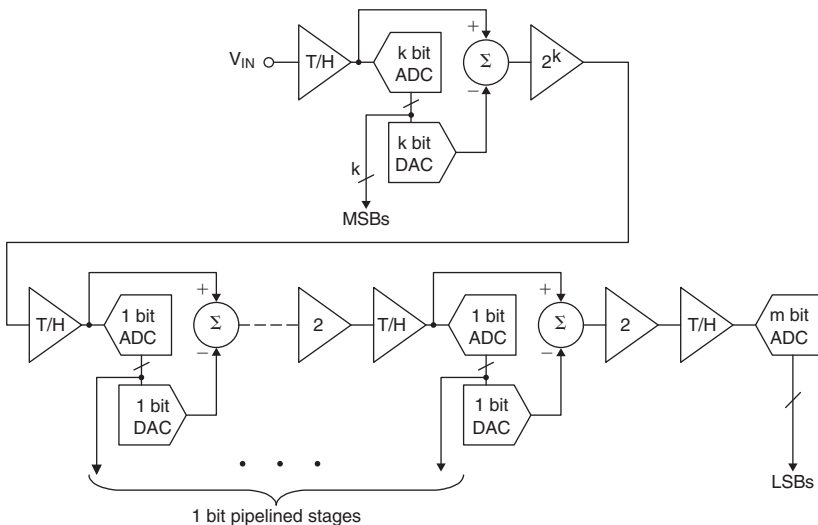 V_IN
T/H
k bit
ADC
+
Σ
−
2^k
k bit
DAC
k
MSBs
T/H
1 bit
ADC
+
Σ
−
2
T/H
1 bit
ADC
+
Σ
−
2
T/H
m bit
ADC
1 bit
DAC
1 bit
DAC
• • •
LSBs
1 bit pipelined stages